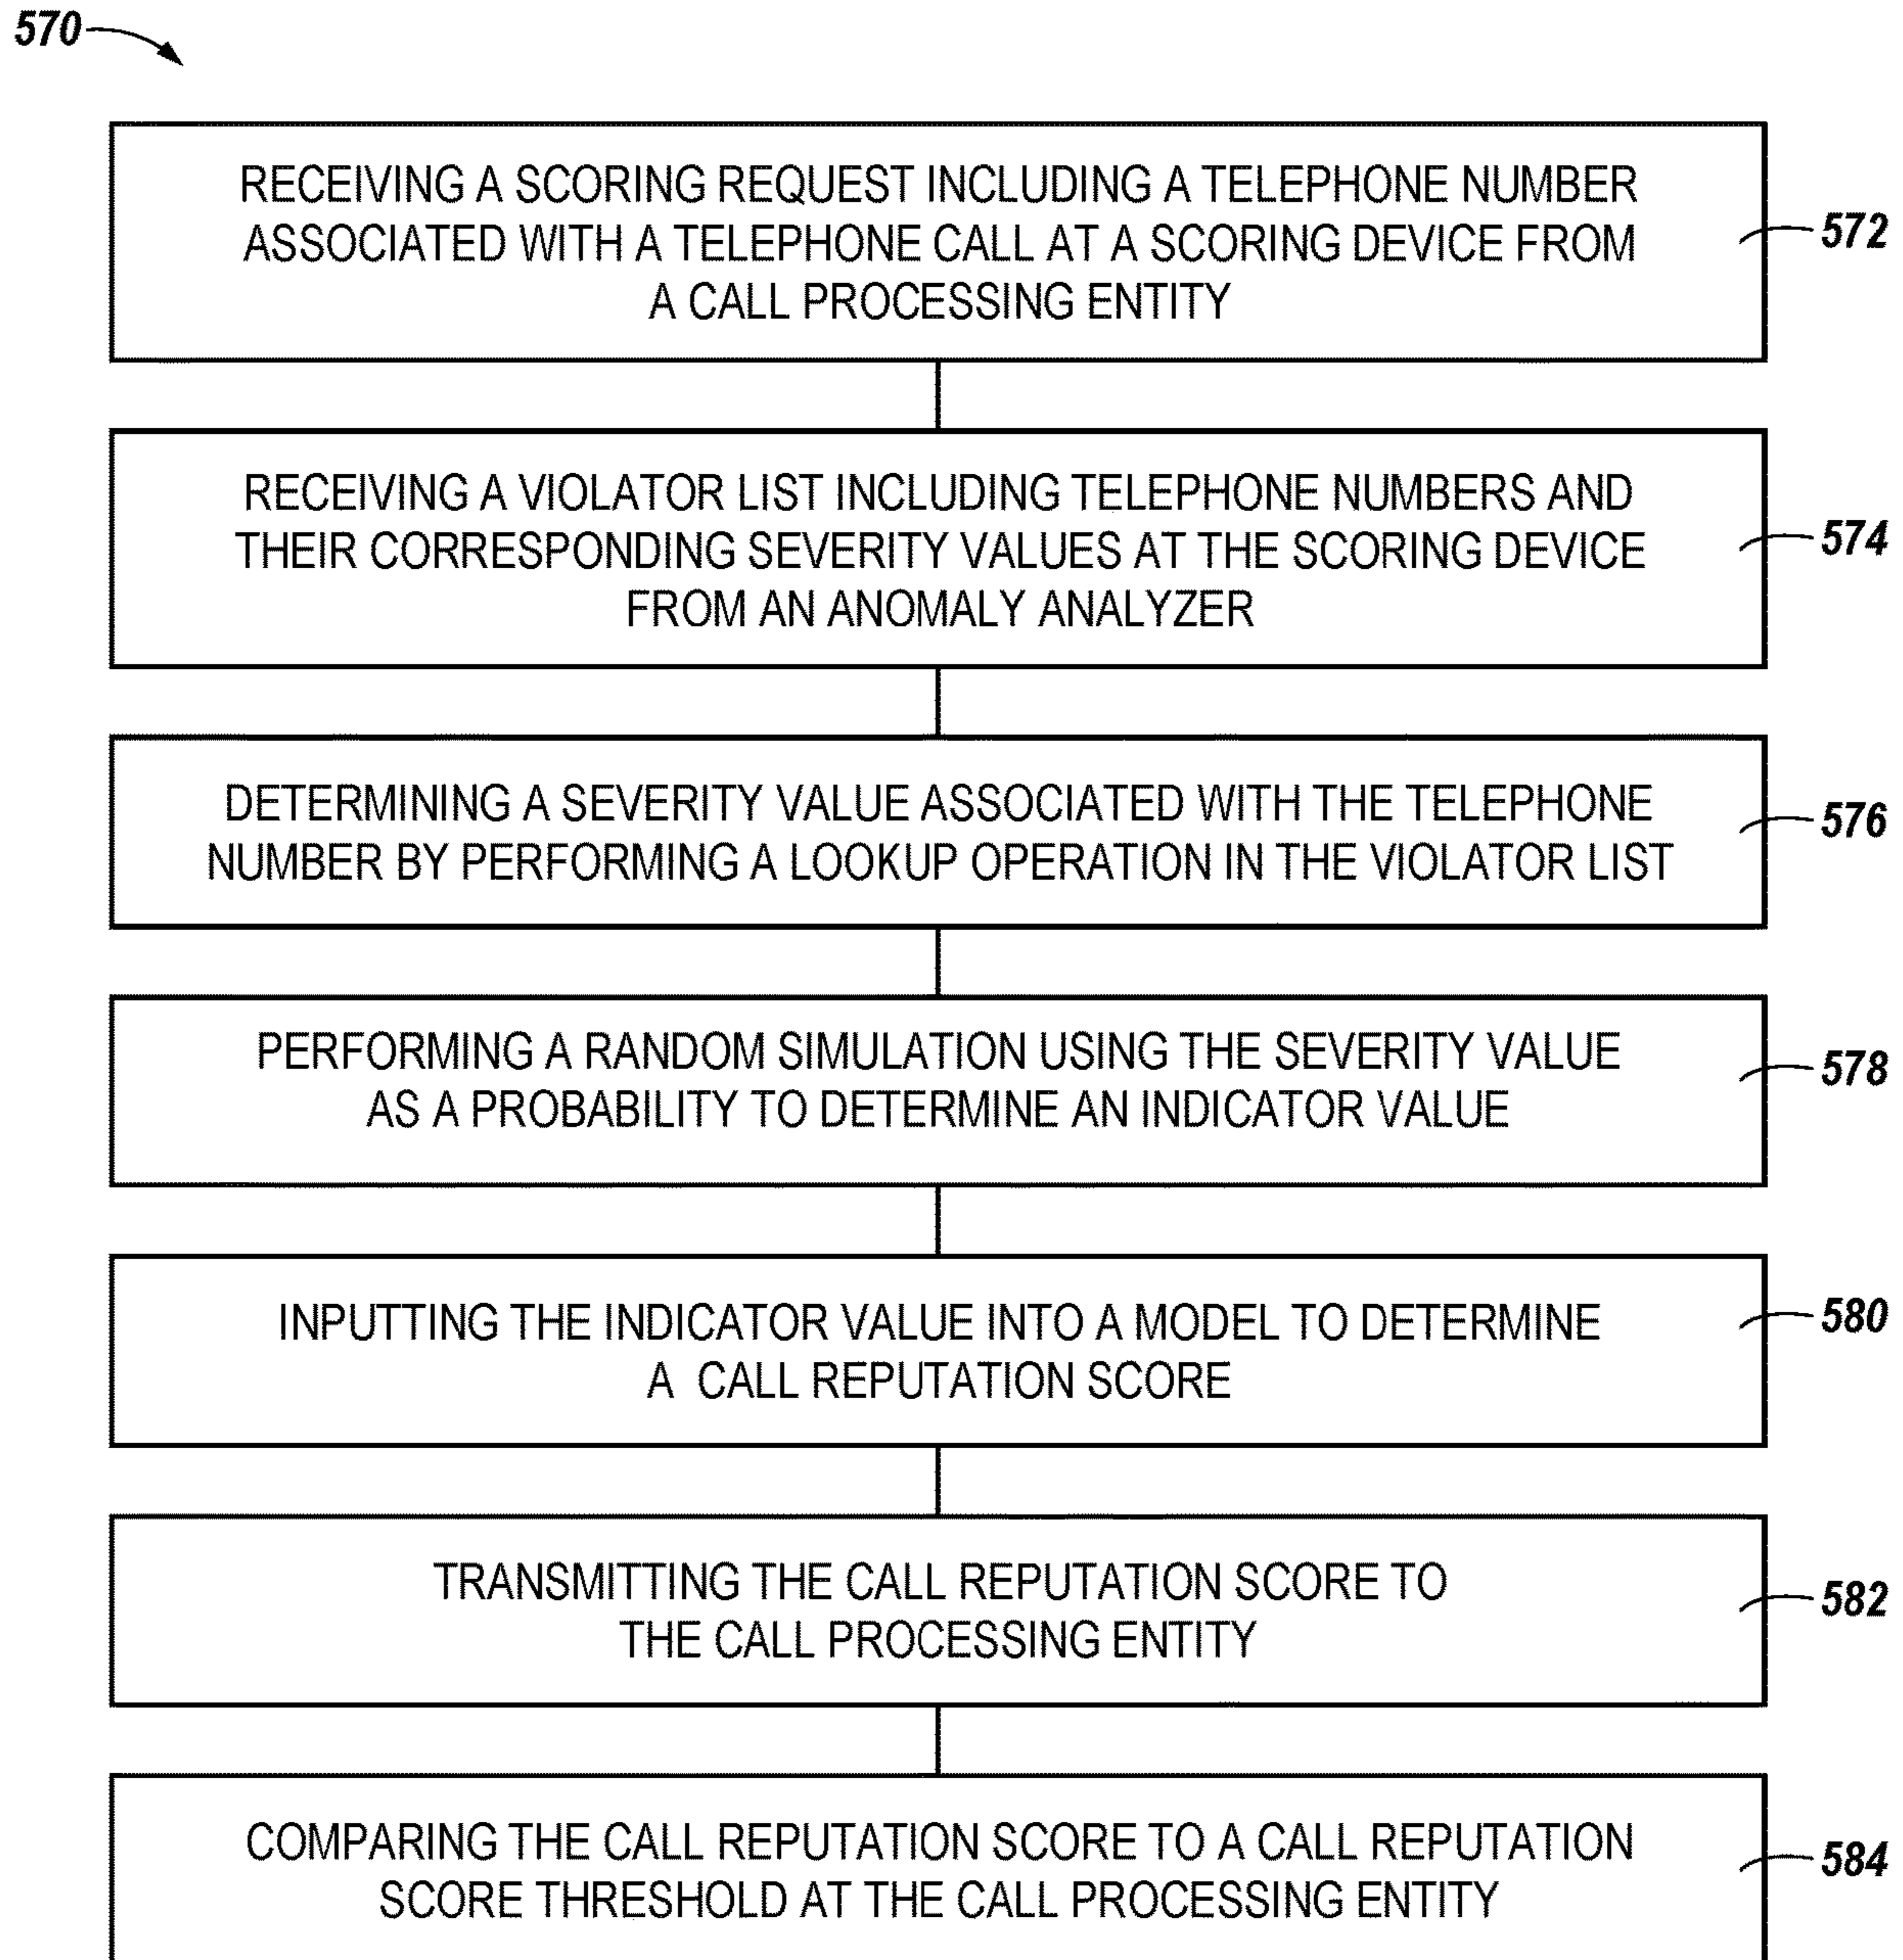 570
RECEIVING A SCORING REQUEST INCLUDING A TELEPHONE NUMBER
ASSOCIATED WITH A TELEPHONE CALL AT A SCORING DEVICE FROM
A CALL PROCESSING ENTITY
572
RECEIVING A VIOLATOR LIST INCLUDING TELEPHONE NUMBERS AND
THEIR CORRESPONDING SEVERITY VALUES AT THE SCORING DEVICE
FROM AN ANOMALY ANALYZER
574
DETERMINING A SEVERITY VALUE ASSOCIATED WITH THE TELEPHONE
NUMBER BY PERFORMING A LOOKUP OPERATION IN THE VIOLATOR LIST
576
PERFORMING A RANDOM SIMULATION USING THE SEVERITY VALUE
AS A PROBABILITY TO DETERMINE AN INDICATOR VALUE
578
INPUTTING THE INDICATOR VALUE INTO A MODEL TO DETERMINE
A CALL REPUTATION SCORE
580
TRANSMITTING THE CALL REPUTATION SCORE TO
THE CALL PROCESSING ENTITY
582
COMPARING THE CALL REPUTATION SCORE TO A CALL REPUTATION
SCORE THRESHOLD AT THE CALL PROCESSING ENTITY
584